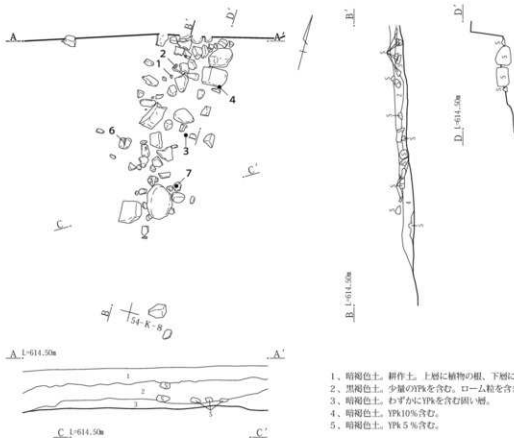 B'
D'
A
A'
2
1
4
3
D
6
7
C'
C
B
54-K-8
B'
D'
S
S
D L=614.50m
B L=614.50m
A L=614.50m
A'
1
2
3
S
C L=614.50m
C'
1、暗褐色土。耕作土。上層に植物の根、下層に
2、黒褐色土。少量のYPkを含む。ローム粒を含
3、暗褐色土。わずかにYPkを含む固い層。
4、暗褐色土。YPk10%含む。
5、暗褐色土。YPk５%含む。